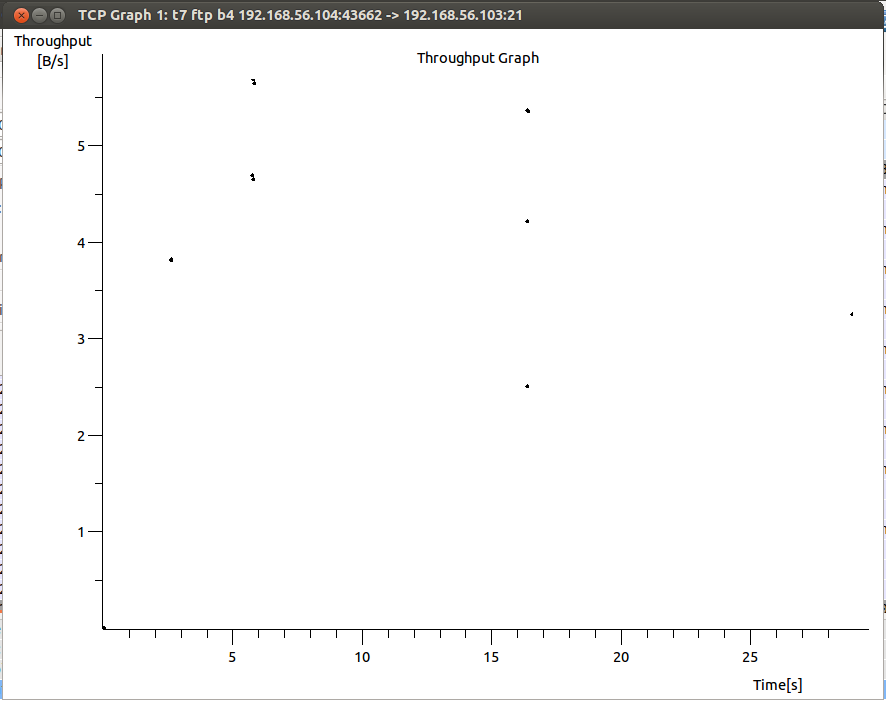 TCP Graph 1: t7 ftp b4 192.168.56.104:43662 -> 192.168.56.103:21
Throughput
[B/s]
Throughput Graph
5
4
3
2
1
5 10 15 20 25
Time[s]